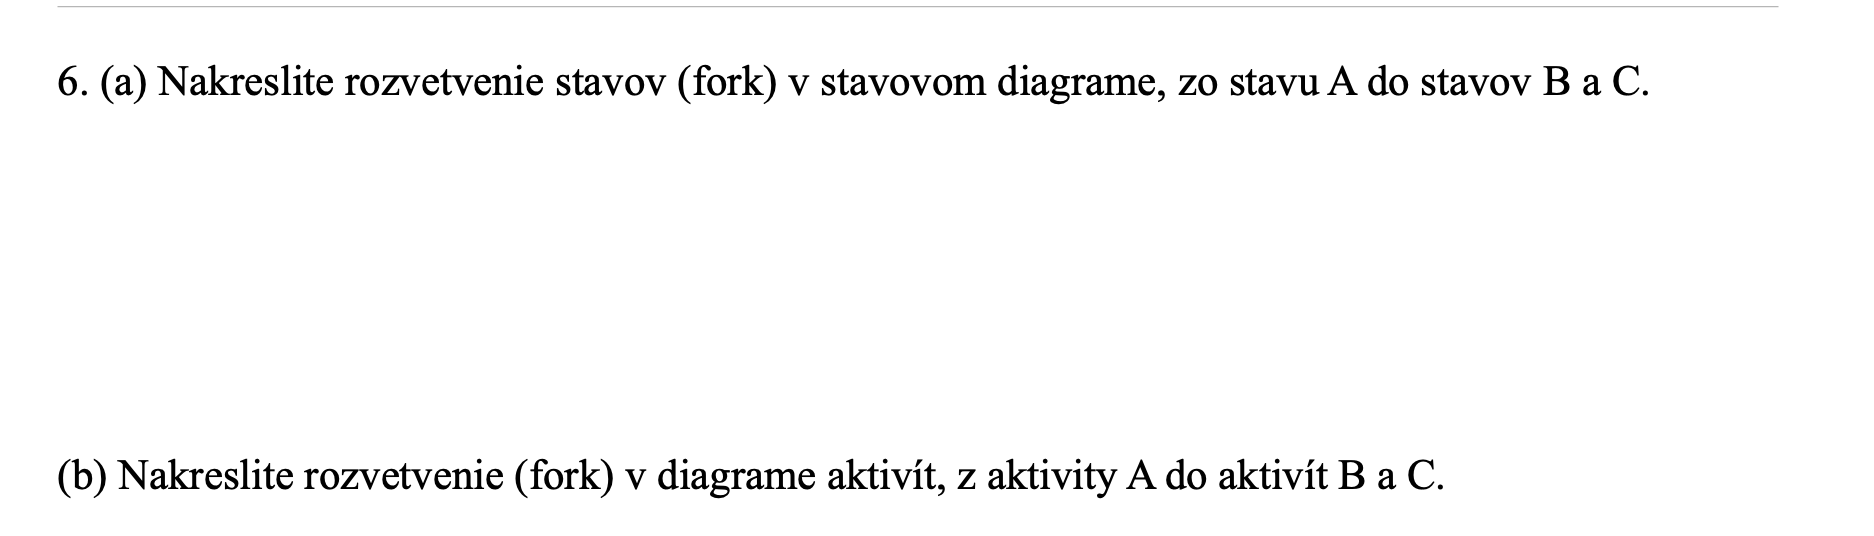 6. (a) Nakreslite rozvetvenie stavov (fork) v stavovom diagrame, zo stavu A do stavov B a C.
(b) Nakreslite rozvetvenie (fork) v diagrame aktivít, z aktivity A do aktivít B a C.